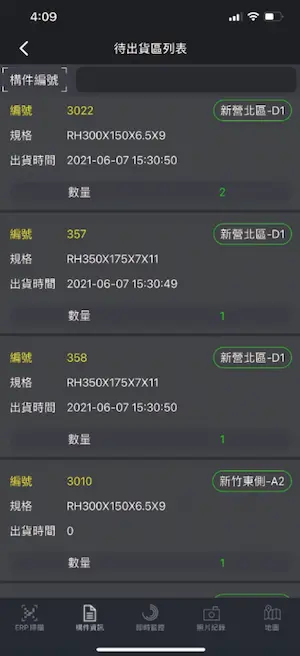 4:09
待出貨區列表
構件編號
編號 3022 新營北區-D1
規格 RH300X150X6.5X9
出貨時間 2021-06-07 15:30:50
數量 2
編號 357 新營北區-D1
規格 RH350X175X7X11
出貨時間 2021-06-07 15:30:49
數量 1
編號 358 新營北區-D1
規格 RH350X175X7X11
出貨時間 2021-06-07 15:30:50
數量 1
編號 3010 新竹東側-A2
規格 RH300X150X6.5X9
出貨時間 0
數量 1
ERP掃描 構件資訊 即時監控 照片紀錄 地圖